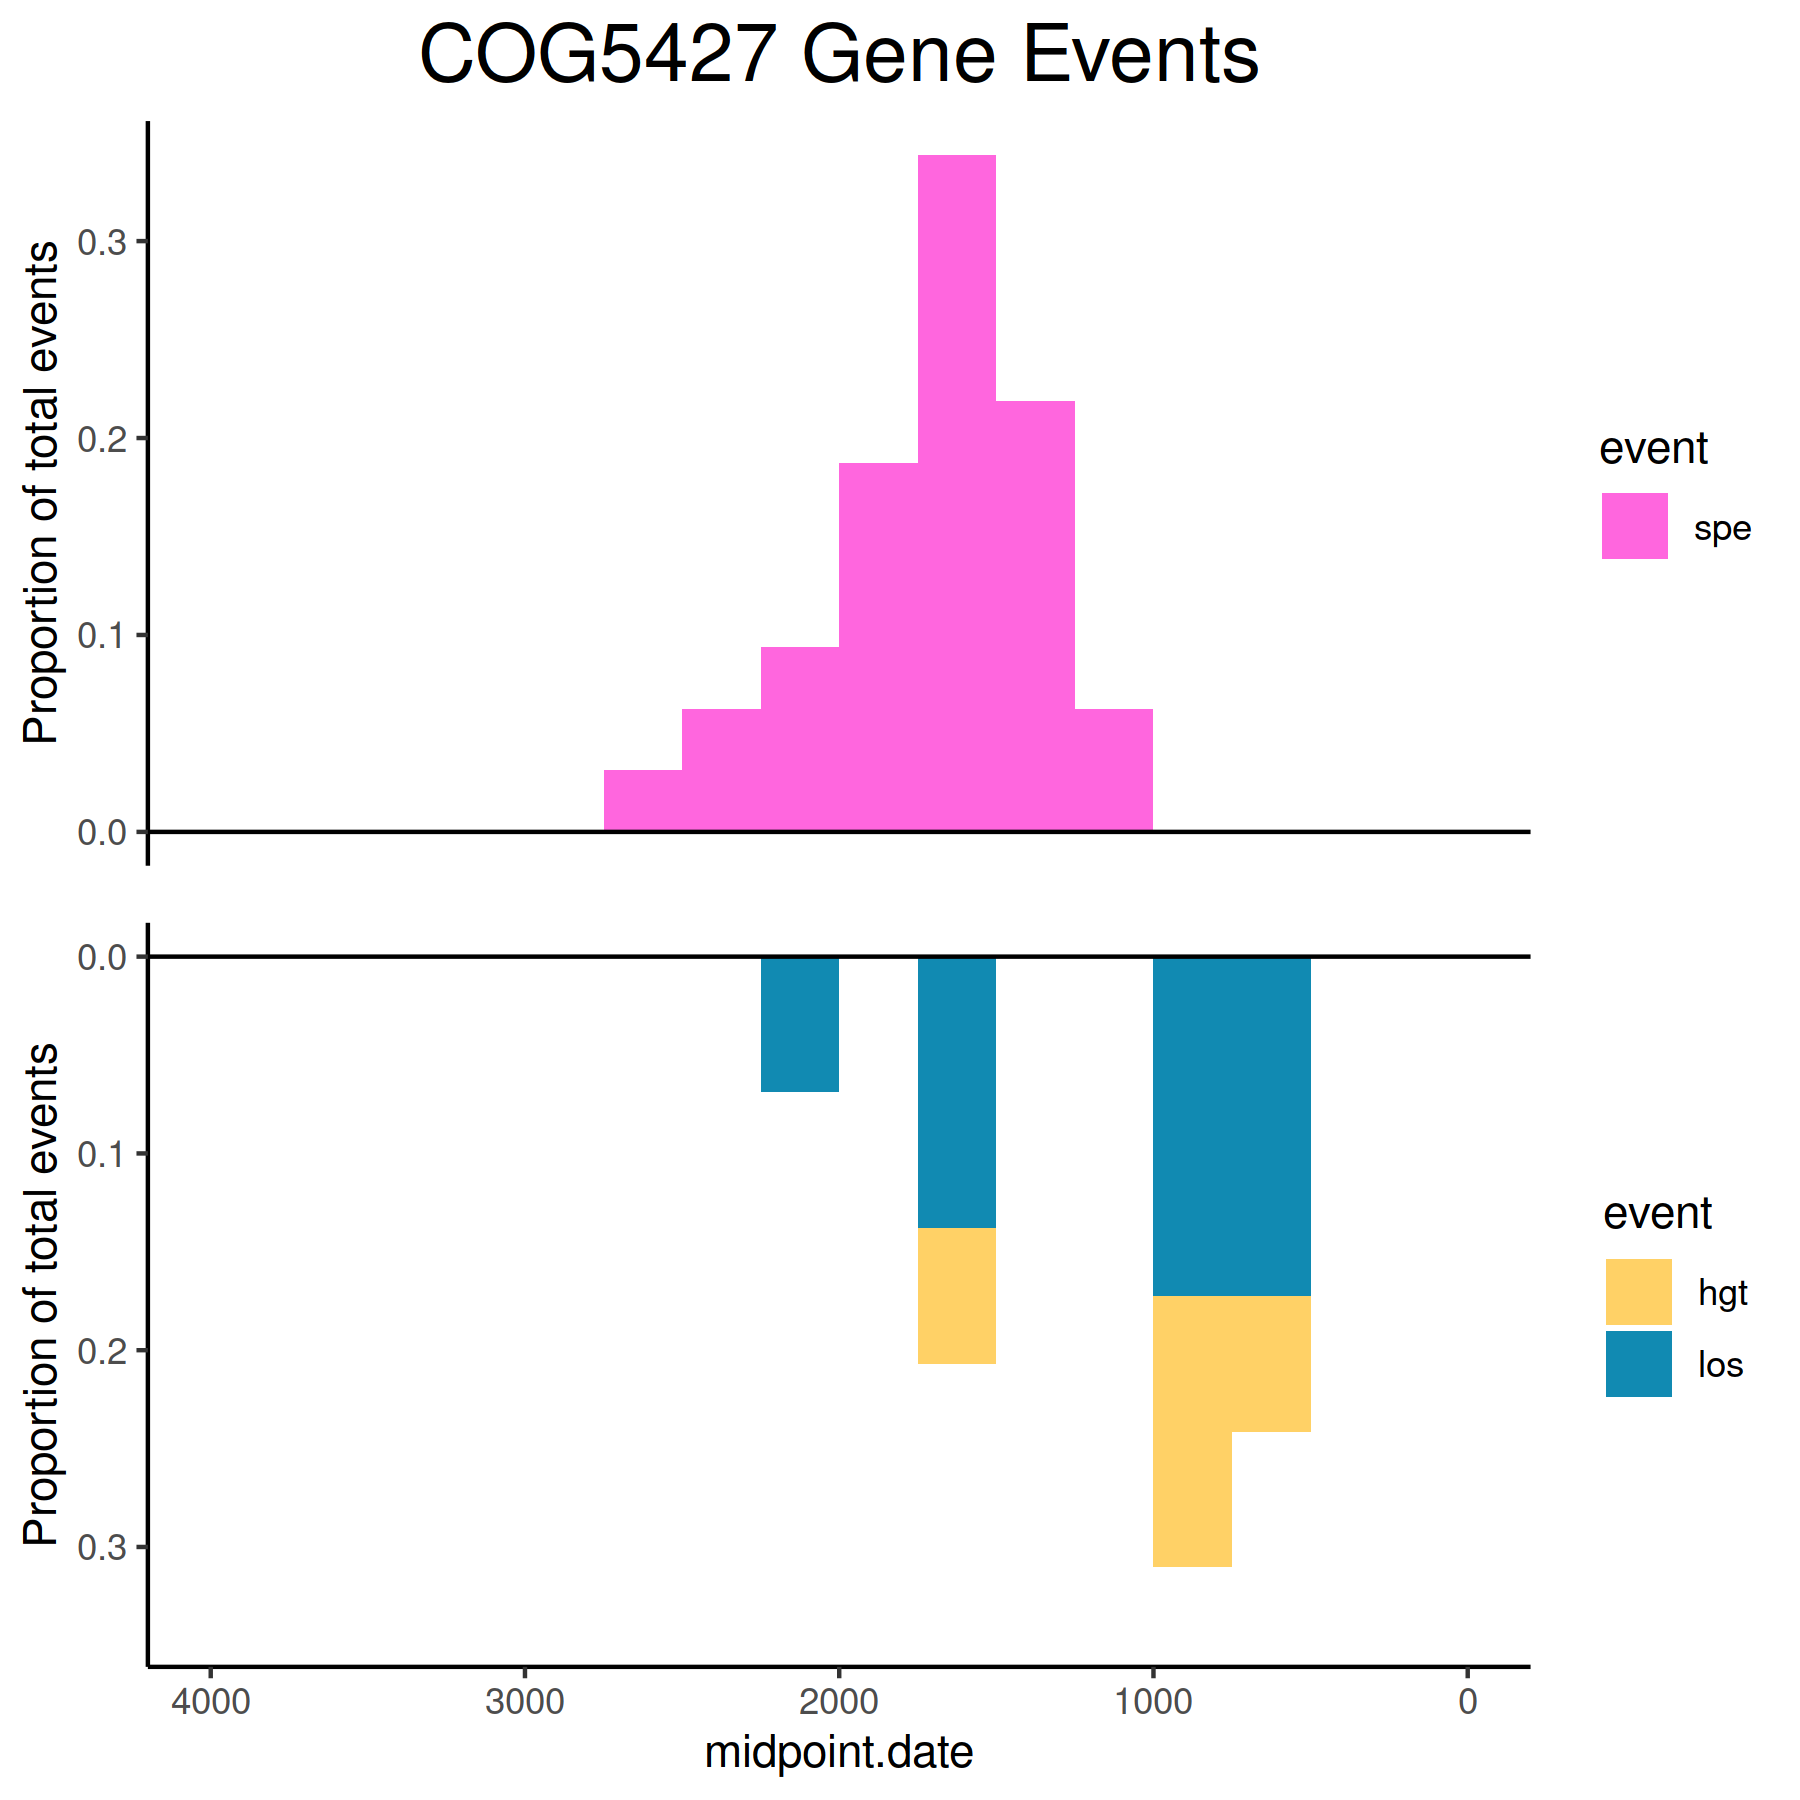 COG5427 Gene Events
Proportion of total events
0.3
0.2
0.1
0.0
event
spe
Proportion of total events
0.0
0.1
0.2
0.3
event
hgt
los
4000 3000 2000 1000 0
midpoint.date